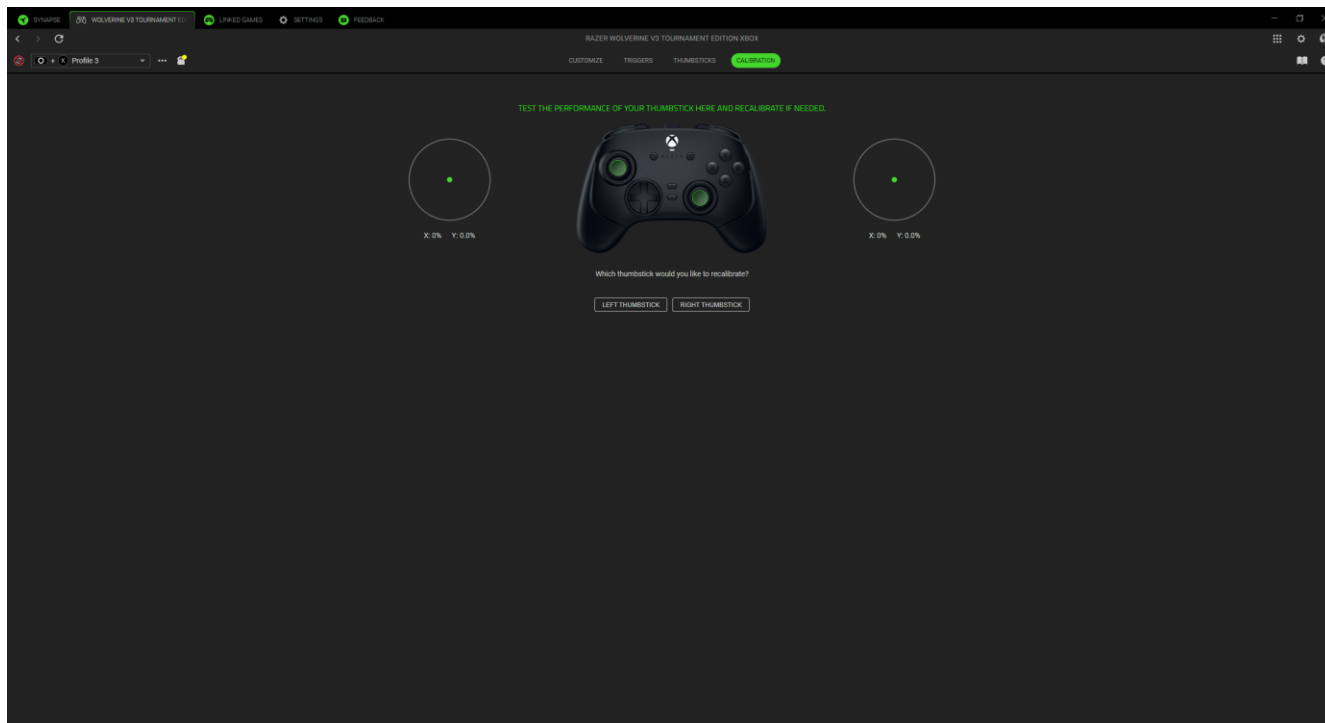 SYNAPSE WOLVERINE V3 TOURNAMENT ED LINKED GAMES SETTINGS FEEDBACK
RAZER WOLVERINE V3 TOURNAMENT EDITION XBOX
+ X Profile 3 CUSTOMIZE TRIGGERS THUMBSTICKS CALIBRATION
TEST THE PERFORMANCE OF YOUR THUMBSTICK HERE AND RECALIBRATE IF NEEDED.
RAZER
Y
X: 0% Y: 0.0% X: 0% Y: 0.0%
Which thumbstick would you like to recalibrate?
LEFT THUMBSTICK RIGHT THUMBSTICK